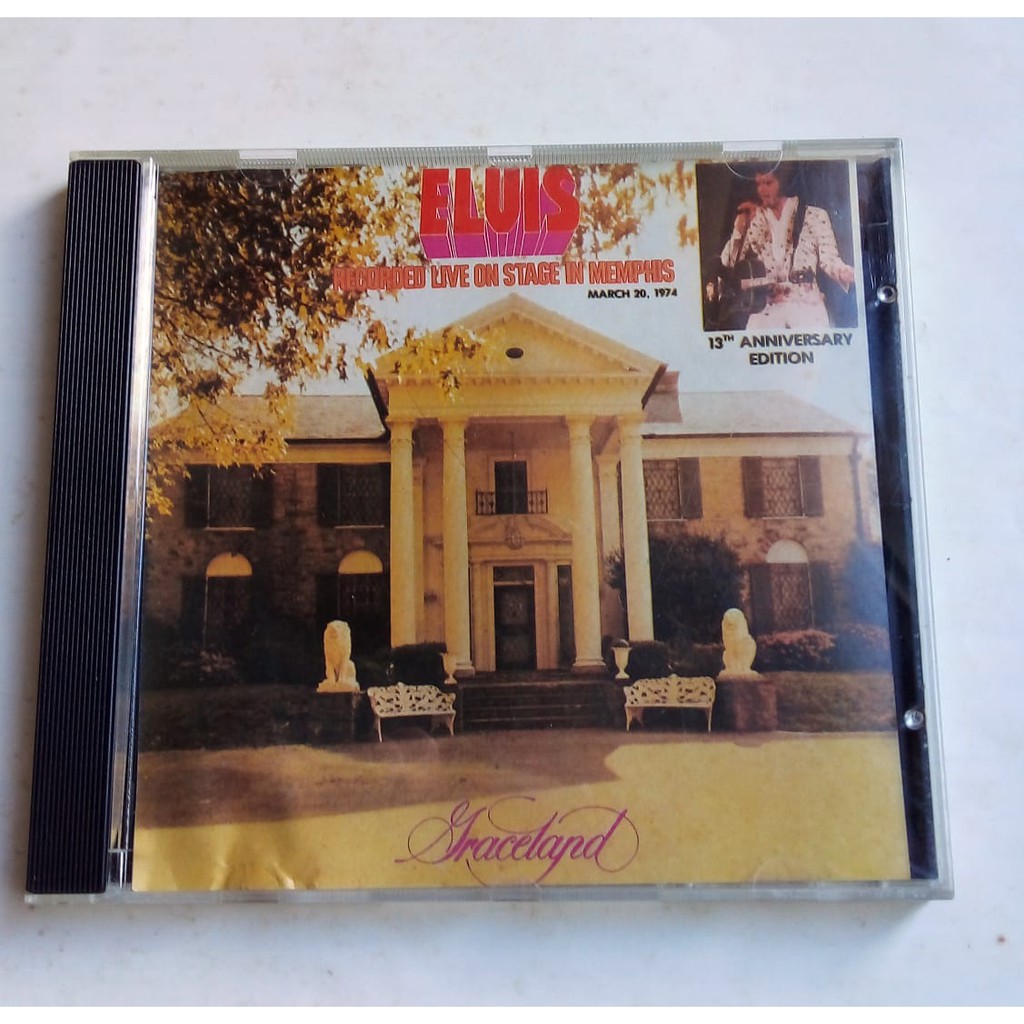 ELVIS
RECORDED LIVE ON STAGE IN MEMPHIS
MARCH 20, 1974
13TH ANNIVERSARY
EDITION
Graceland